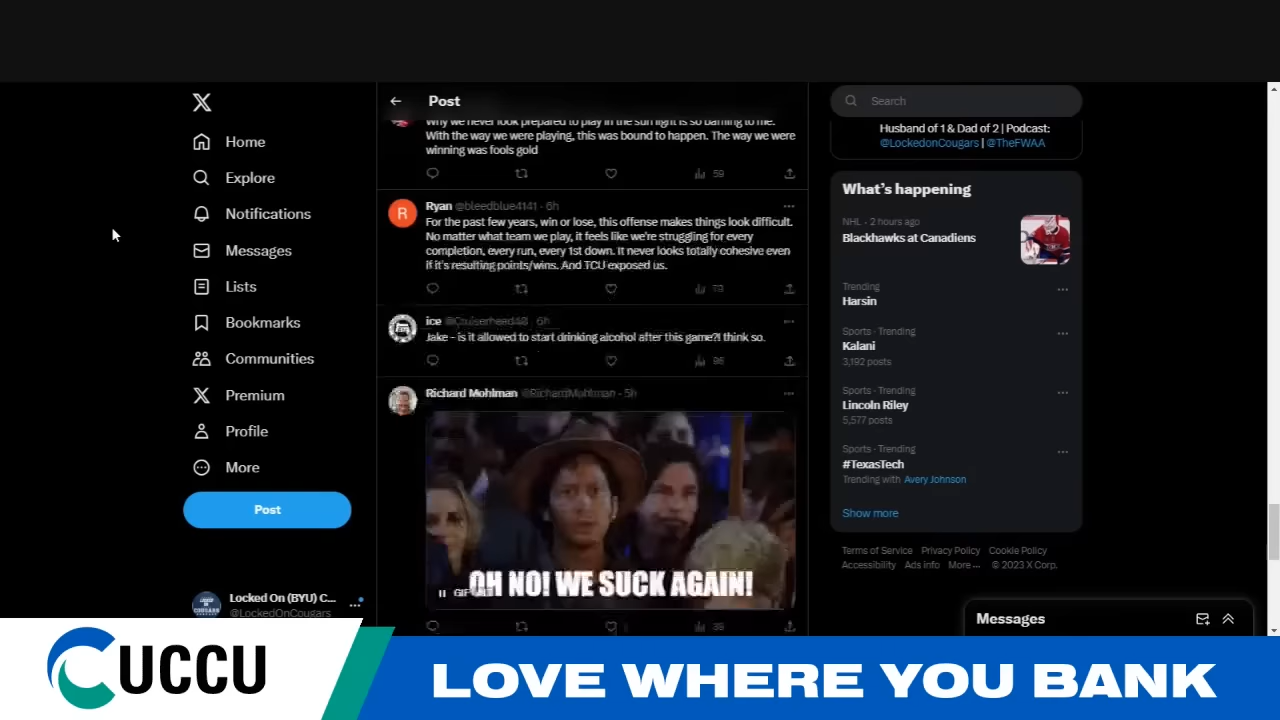 Home
Explore
Notifications
Messages
Lists
Bookmarks
Communities
Premium
Profile
More
Post
Locked On (BYU) C...
@LockedOnCougars
Post
Why we never look prepared to play in the sun light is so baffling to me.
With the way we were playing, this was bound to happen. The way we were
winning was fools gold
59
Ryan @bleedblue4141 · 6h
For the past few years, win or lose, this offense makes things look difficult.
No matter what team we play, it feels like we're struggling for every
completion, every run, every 1st down. It never looks totally cohesive even
if it's resulting points/wins. And TCU exposed us.
73
ice @Cruiserheed40 · 6h
Jake - is it allowed to start drinking alcohol after this game?I think so.
86
Richard Mohlman @RichardMohlman · 5h
OH NO! WE SUCK AGAIN!
GIF
39
Search
Husband of 1 & Dad of 2 | Podcast:
@LockedonCougars | @TheFWAA
What's happening
NHL · 2 hours ago
Blackhawks at Canadiens
Trending
Harsin
Sports · Trending
Kalani
3,192 posts
Sports · Trending
Lincoln Riley
5,577 posts
Sports · Trending
#TexasTech
Trending with Avery Johnson
Show more
Terms of Service Privacy Policy Cookie Policy
Accessibility Ads info More ··· © 2023 X Corp.
Messages
UCCU
LOVE WHERE YOU BANK